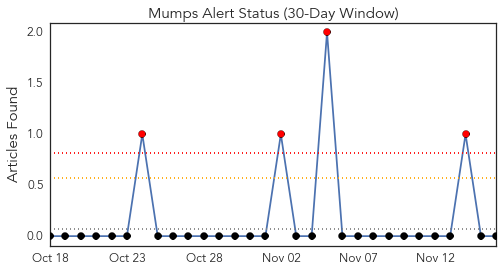 Mumps Alert Status (30-Day Window)
Articles Found
2.0
1.5
1.0
0.5
0.0
Oct 18 Oct 23 Oct 28 Nov 02 Nov 07 Nov 12